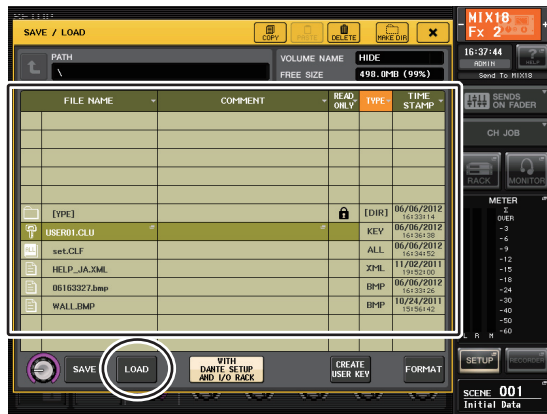 SAVE / LOAD
COPY
PASTE
DELETE
MAKE DIR
×
PATH
\
VOLUME NAME
HIDE
FREE SIZE
498.0MB (99%)
FILE NAME
COMMENT
READ ONLY
TYPE
TIME STAMP
[YPE]
[DIR]
06/06/2012
16:33:14
USER01.CLU
KEY
06/06/2012
16:36:38
ALL
set.CLF
ALL
06/06/2012
16:34:52
HELP_JA.XML
XML
11/02/2011
19:52:00
06163327.bmp
BMP
06/06/2012
16:33:26
WALL.BMP
BMP
10/24/2011
15:56:42
SAVE
LOAD
WITH
DANTE SETUP
AND I/O RACK
CREATE
USER KEY
FORMAT
MIX18
Fx 2
16:37:44
ADMIN
?
HELP
Send To MIX18
SENDS
ON FADER
CH JOB
RACK
MONITOR
METER
Σ
OVER
-3
-6
-9
-12
-15
-18
-24
-30
-40
-50
-60
L R M
SETUP
RECORDER
SCENE 001
Initial Data